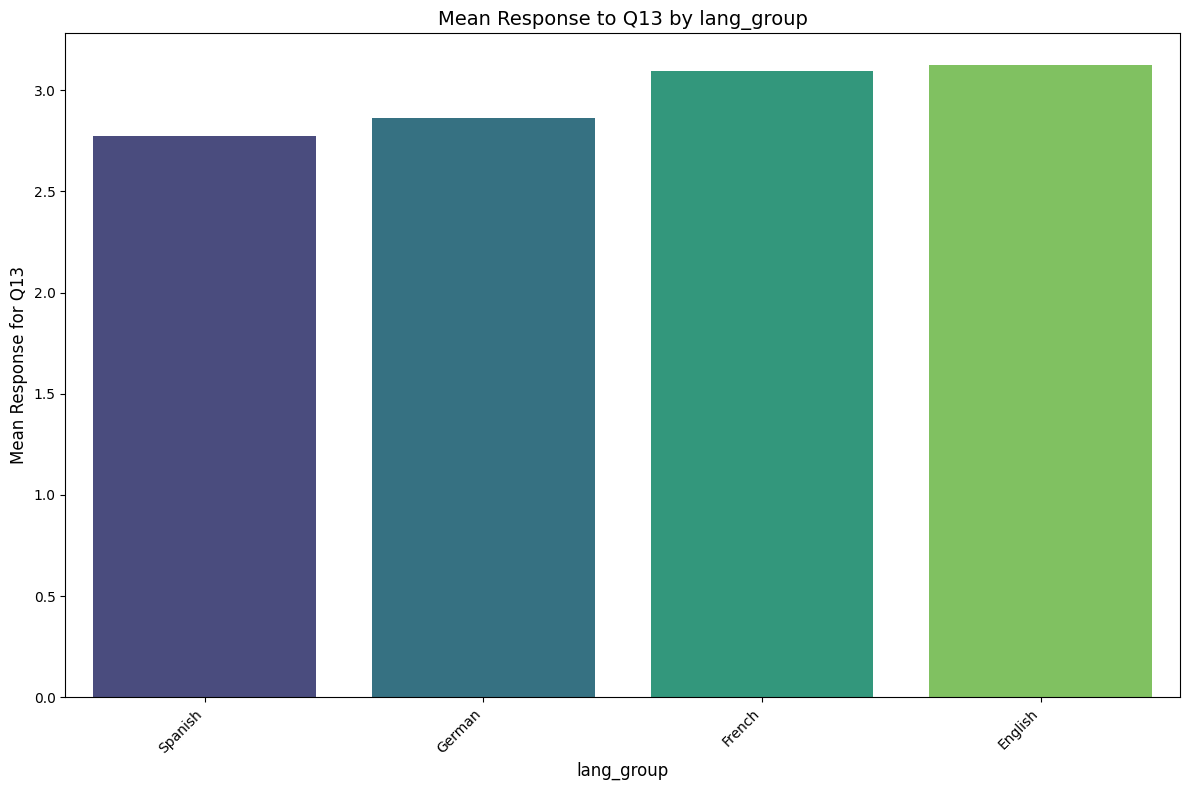 Mean Response to Q13 by lang_group
Mean Response for Q13
3.0
2.5
2.0
1.5
1.0
0.5
0.0
Spanish
German
French
English
lang_group